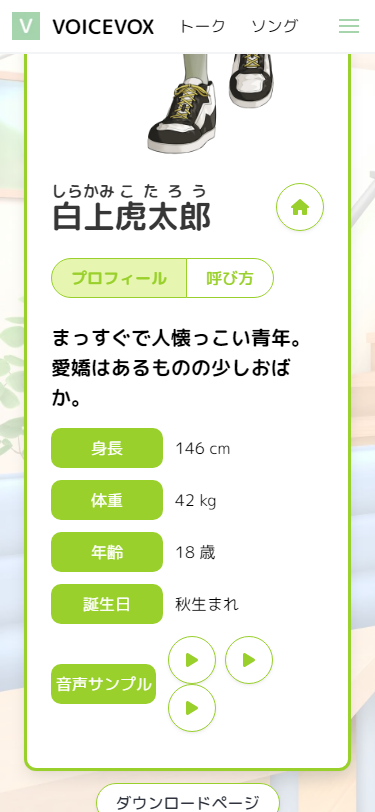 V VOICEVOX トーク ソング
しらかみ こ た ろ う
白上虎太郎
プロフィール 呼び方
まっすぐで人懐っこい青年。
愛嬌はあるものの少しおば
か。
身長 146 cm
体重 42 kg
年齢 18 歳
誕生日 秋生まれ
音声サンプル
ダウンロードページ